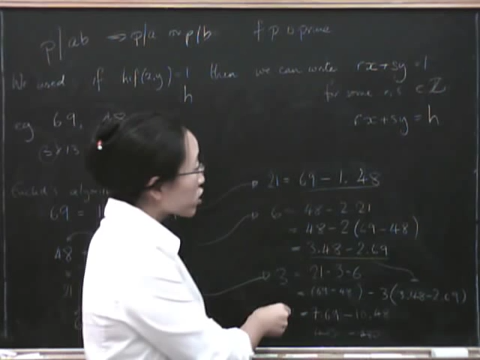 p|ab ⇒ p|a or p|b if p is prime
We used if hcf(x,y)=1 then we can write rx+sy=1
h for some r,s ∈ Z
eg 69, 48 rx+sy=h
Euclid's algorithm 21 = 69-1.48
69 = 1 6 = 48-2.21
= 48-2(69-48)
48 = 3.48-2.69
3 = 21-3.6
21 = (69-48) - 3(3.48-2.69)
= 7.69-10.48